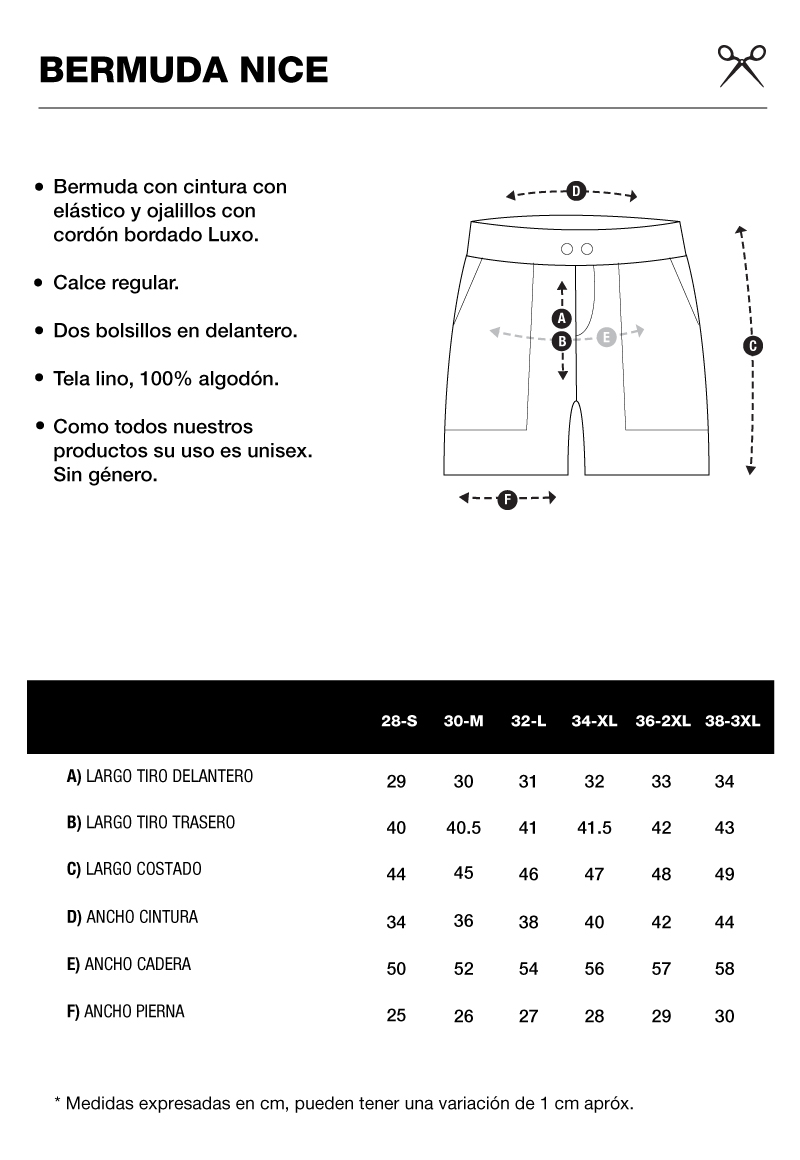 BERMUDA NICE
• Bermuda con cintura con
elástico y ojalillos con
cordón bordado Luxo.
• Calce regular.
• Dos bolsillos en delantero.
• Tela lino, 100% algodón.
• Como todos nuestros
productos su uso es unisex.
Sin género.
D
A
B
E
C
F
28-S 30-M 32-L 34-XL 36-2XL 38-3XL
A) LARGO TIRO DELANTERO 29 30 31 32 33 34
B) LARGO TIRO TRASERO 40 40.5 41 41.5 42 43
C) LARGO COSTADO 44 45 46 47 48 49
D) ANCHO CINTURA 34 36 38 40 42 44
E) ANCHO CADERA 50 52 54 56 57 58
F) ANCHO PIERNA 25 26 27 28 29 30
* Medidas expresadas en cm, pueden tener una variación de 1 cm apróx.